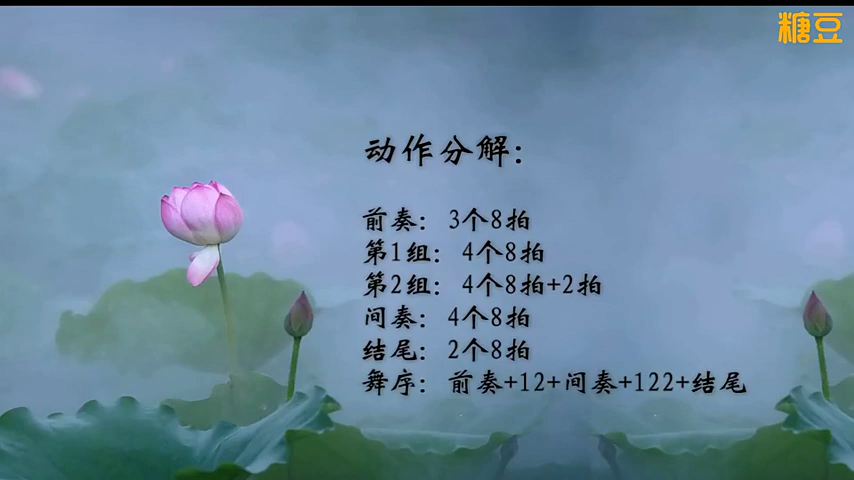 糖豆
动作分解：
前奏：3个8拍
第1组：4个8拍
第2组：4个8拍+2拍
间奏：4个8拍
结尾：2个8拍
舞序：前奏+12+间奏+122+结尾